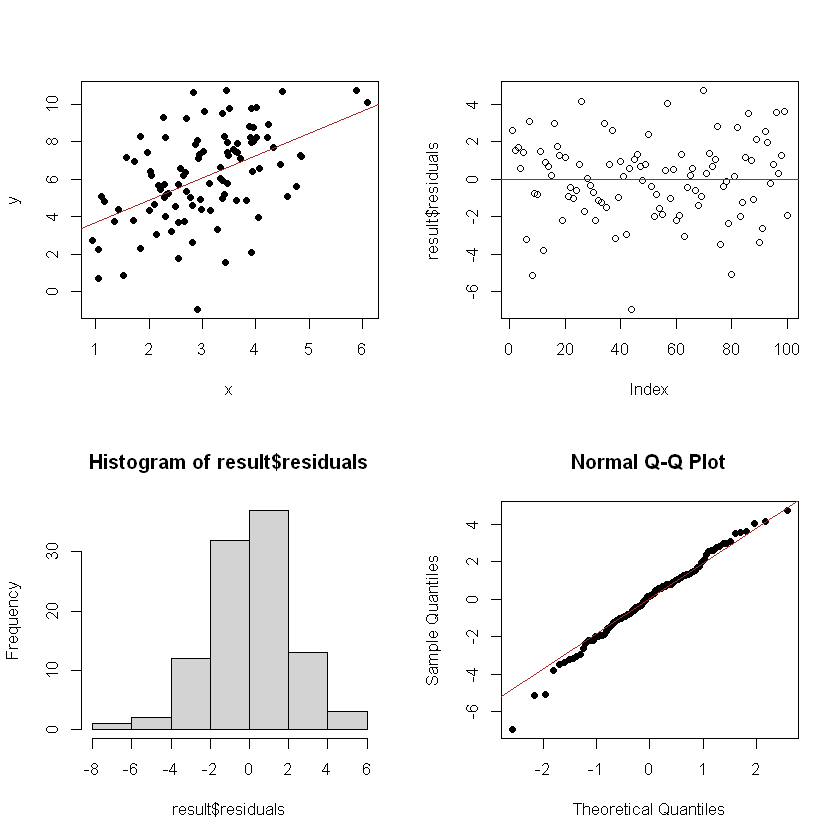 y
0 2 4 6 8 10
1 2 3 4 5 6
x
result$residuals
-6 -4 -2 0 2 4
0 20 40 60 80 100
Index
Histogram of result$residuals
Frequency
0 10 20 30
-8 -6 -4 -2 0 2 4 6
result$residuals
Normal Q-Q Plot
Sample Quantiles
-6 -4 -2 0 2 4
-2 -1 0 1 2
Theoretical Quantiles